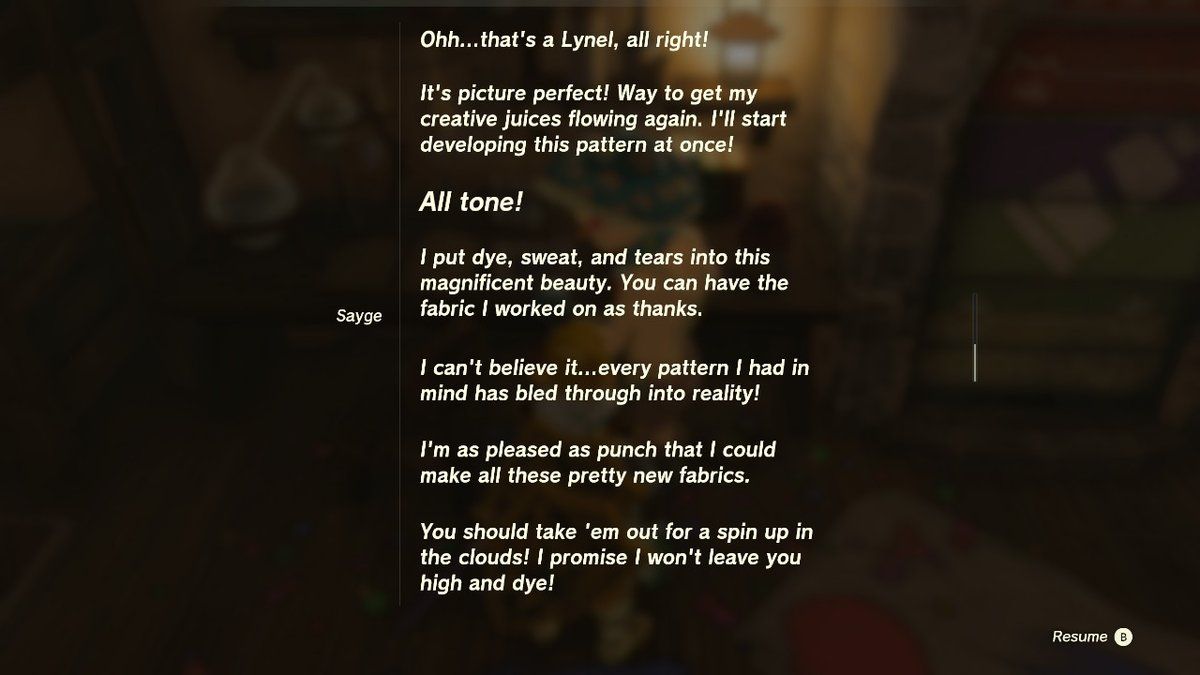 Ohh...that's a Lynel, all right!
It's picture perfect! Way to get my
creative juices flowing again. I'll start
developing this pattern at once!
All tone!
I put dye, sweat, and tears into this
magnificent beauty. You can have the
fabric I worked on as thanks.
Sayge
I can't believe it...every pattern I had in
mind has bled through into reality!
I'm as pleased as punch that I could
make all these pretty new fabrics.
You should take 'em out for a spin up in
the clouds! I promise I won't leave you
high and dye!
Resume B